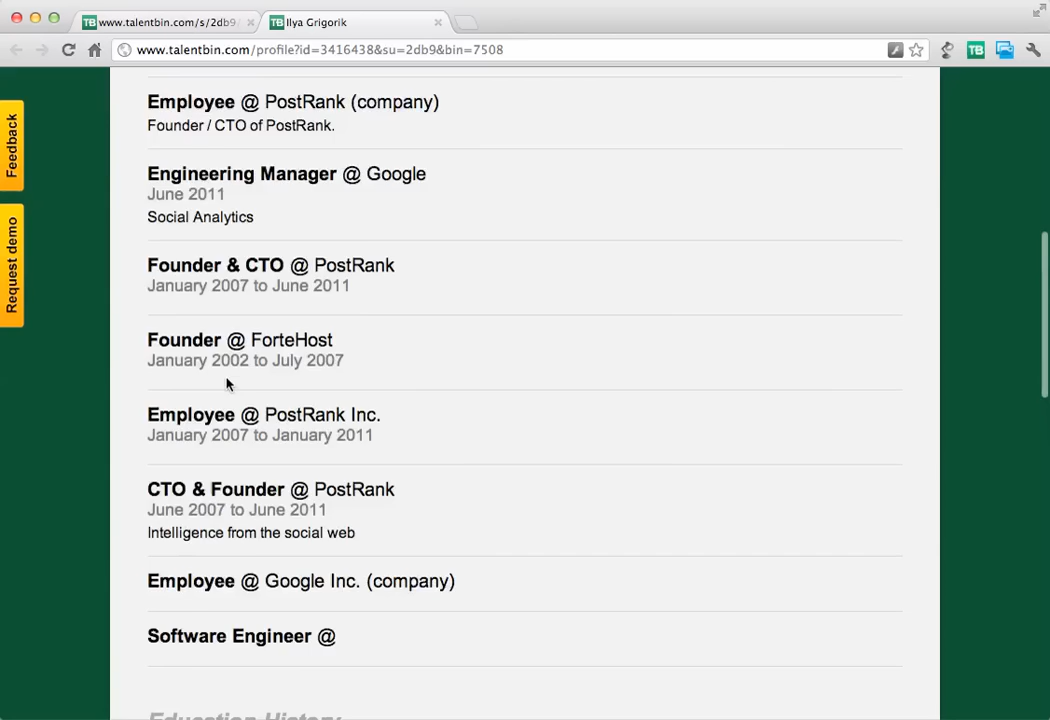 www.talentbin.com/s/2db9
Ilya Grigorik
www.talentbin.com/profile?id=3416438&su=2db9&bin=7508
Feedback
Request demo
Employee @ PostRank (company)
Founder / CTO of PostRank.
Engineering Manager @ Google
June 2011
Social Analytics
Founder & CTO @ PostRank
January 2007 to June 2011
Founder @ ForteHost
January 2002 to July 2007
Employee @ PostRank Inc.
January 2007 to January 2011
CTO & Founder @ PostRank
June 2007 to June 2011
Intelligence from the social web
Employee @ Google Inc. (company)
Software Engineer @
Education History